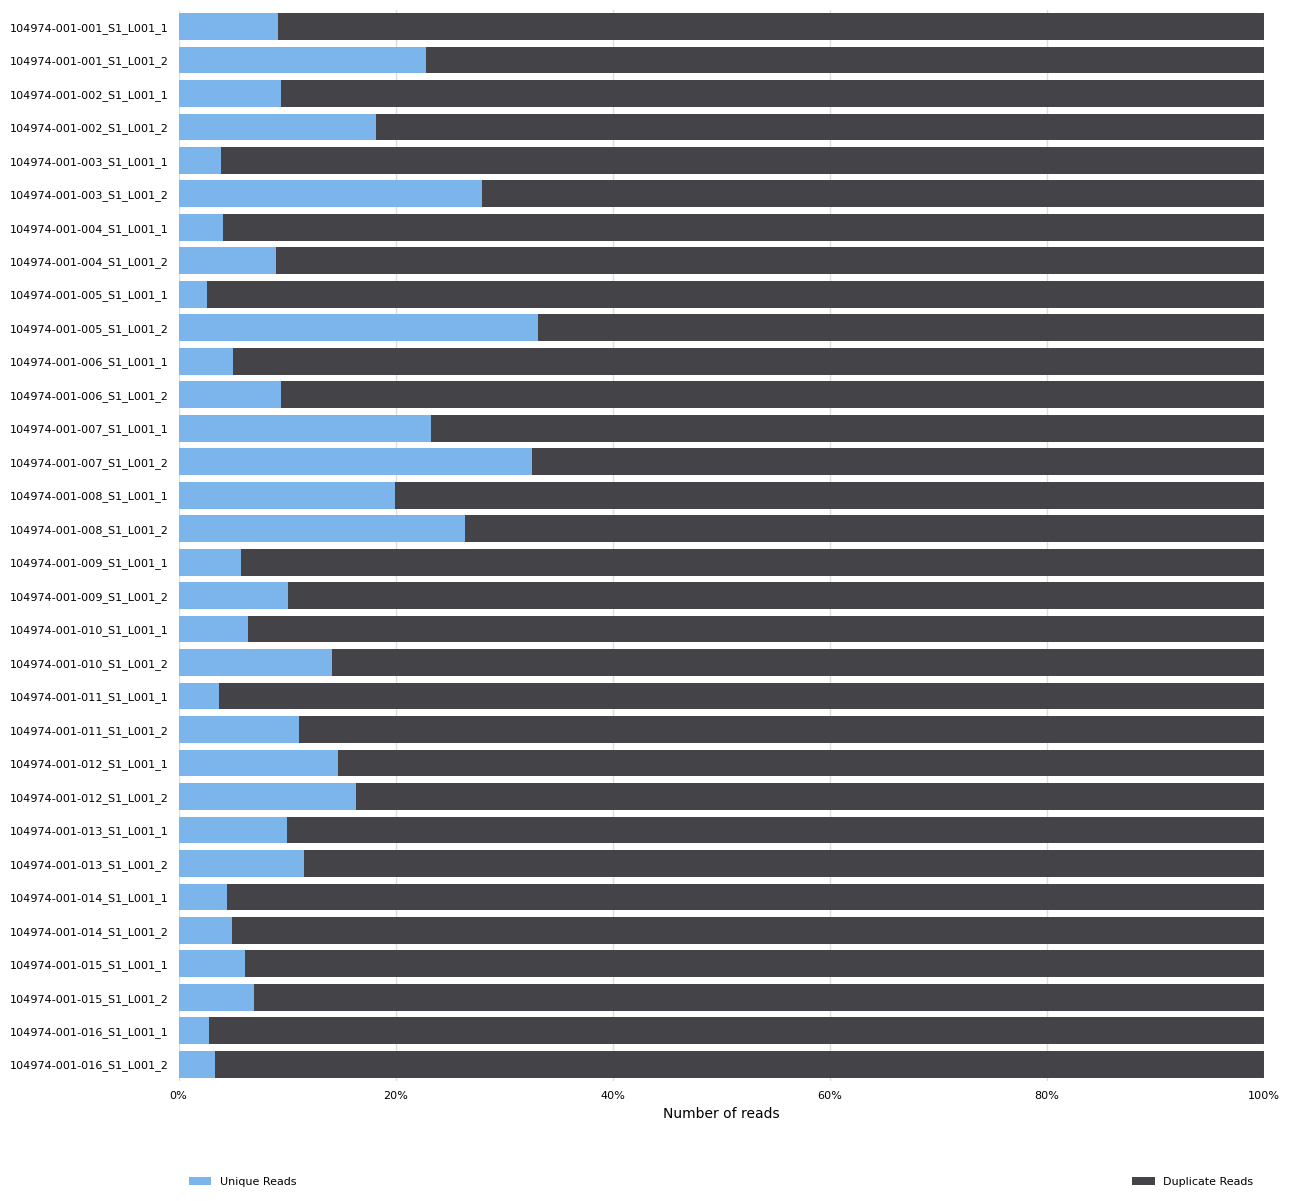 104974-001-001_S1_L001_1
104974-001-001_S1_L001_2
104974-001-002_S1_L001_1
104974-001-002_S1_L001_2
104974-001-003_S1_L001_1
104974-001-003_S1_L001_2
104974-001-004_S1_L001_1
104974-001-004_S1_L001_2
104974-001-005_S1_L001_1
104974-001-005_S1_L001_2
104974-001-006_S1_L001_1
104974-001-006_S1_L001_2
104974-001-007_S1_L001_1
104974-001-007_S1_L001_2
104974-001-008_S1_L001_1
104974-001-008_S1_L001_2
104974-001-009_S1_L001_1
104974-001-009_S1_L001_2
104974-001-010_S1_L001_1
104974-001-010_S1_L001_2
104974-001-011_S1_L001_1
104974-001-011_S1_L001_2
104974-001-012_S1_L001_1
104974-001-012_S1_L001_2
104974-001-013_S1_L001_1
104974-001-013_S1_L001_2
104974-001-014_S1_L001_1
104974-001-014_S1_L001_2
104974-001-015_S1_L001_1
104974-001-015_S1_L001_2
104974-001-016_S1_L001_1
104974-001-016_S1_L001_2
0% 20% 40% 60% 80% 100%
Number of reads
Unique Reads Duplicate Reads